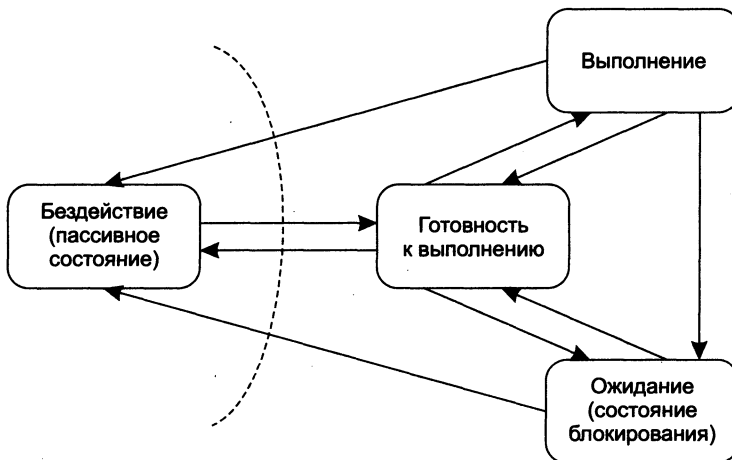 Выполнение
Бездействие
(пассивное
состояние)
Готовность
к выполнению
Ожидание
(состояние
блокирования)